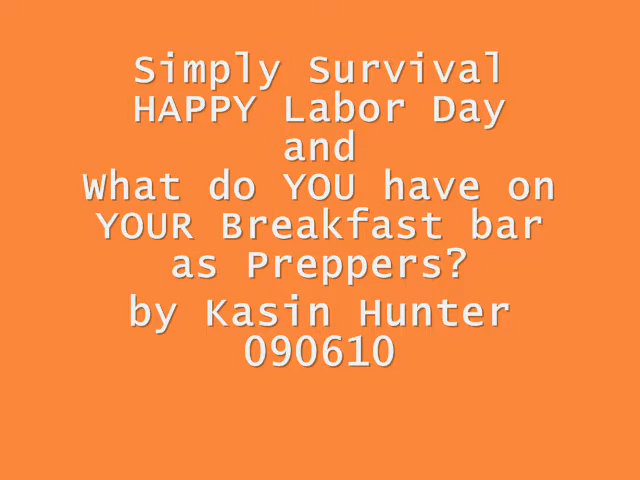 Simply Survival
HAPPY Labor Day
and
What do YOU have on
YOUR Breakfast bar
as Preppers?
by Kasin Hunter
090610